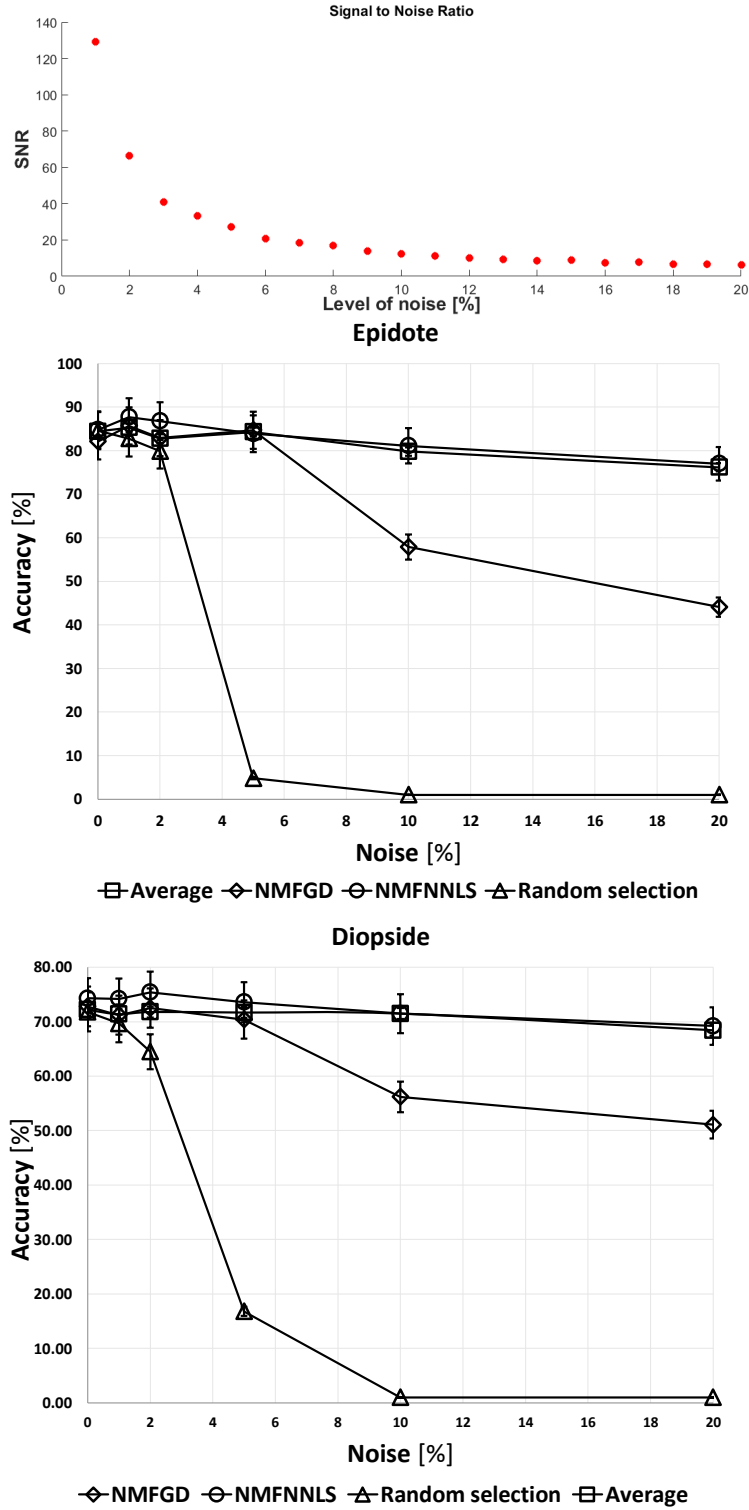 Signal to Noise Ratio
140
120
100
80
60
40
20
0
SNR
0 2 4 6 8 10 12 14 16 18 20
Level of noise [%]
Epidote
100
90
80
70
60
50
40
30
20
10
0
Accuracy [%]
0 2 4 6 8 10 12 14 16 18 20
Noise [%]
Average NMFGD NMFNNLS Random selection
Diopside
80.00
70.00
60.00
50.00
40.00
30.00
20.00
10.00
0.00
Accuracy [%]
0 2 4 6 8 10 12 14 16 18 20
Noise [%]
NMFGD NMFNNLS Random selection Average